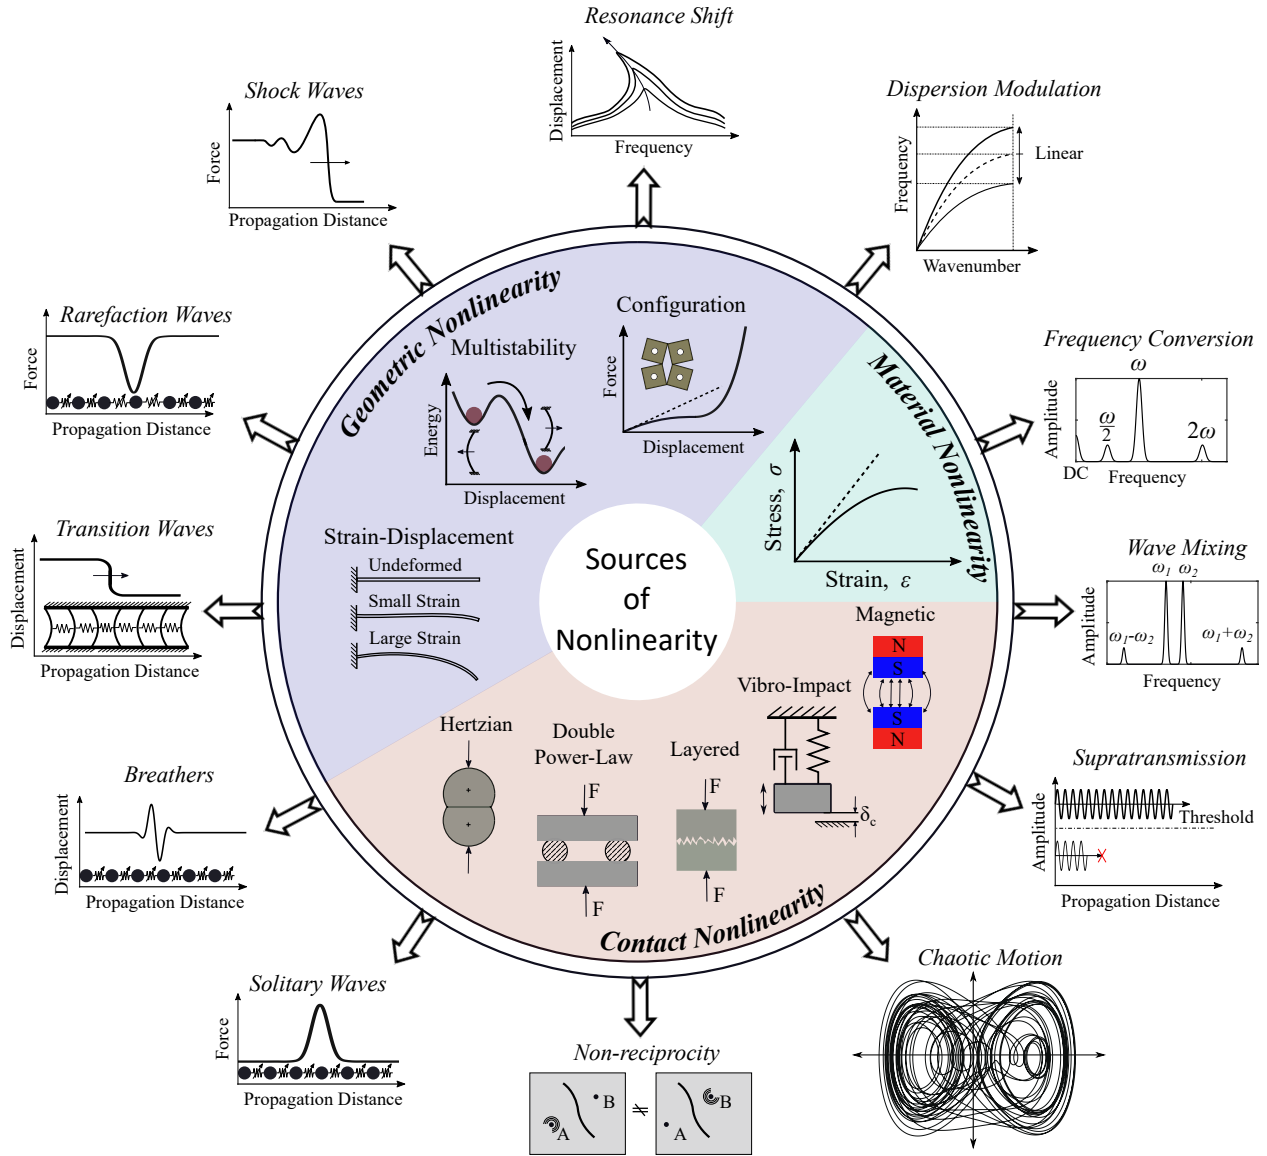 Resonance Shift
Displacement
Frequency
Shock Waves
Force
Propagation Distance
Dispersion Modulation
Frequency
Linear
Wavenumber
Rarefaction Waves
Force
Propagation Distance
Frequency Conversion
Amplitude
ω
ω/2
2ω
DC
Frequency
Transition Waves
Displacement
Propagation Distance
Wave Mixing
ω₁ ω₂
Amplitude
ω₁-ω₂
ω₁+ω₂
Frequency
Breathers
Displacement
Propagation Distance
Supratransmission
Amplitude
Threshold
Propagation Distance
Solitary Waves
Force
Propagation Distance
Non-reciprocity
A
B
≠
A
B
Chaotic Motion
Geometric Nonlinearity
Multistability
Energy
Displacement
Configuration
Force
Displacement
Strain-Displacement
Undeformed
Small Strain
Large Strain
Material Nonlinearity
Stress, σ
Strain, ε
Sources
of
Nonlinearity
Contact Nonlinearity
Hertzian
Double
Power-Law
F
F
Layered
F
F
Vibro-Impact
δc
Magnetic
N
S
S
N